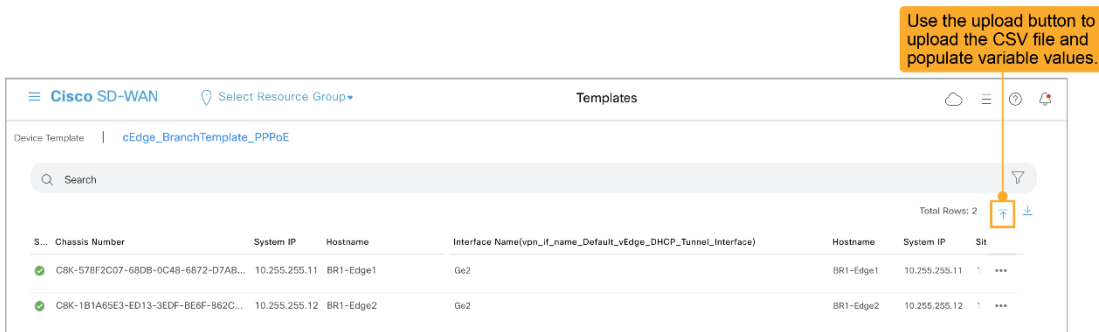 Use the upload button to
upload the CSV file and
populate variable values.
Cisco SD-WAN Select Resource Group▾ Templates
Device Template | cEdge_BranchTemplate_PPPoE
Search
Total Rows: 2
S... Chassis Number System IP Hostname Interface Name(vpn_if_name_Default_vEdge_DHCP_Tunnel_Interface) Hostname System IP Sit
C8K-578F2C07-68DB-0C48-6872-D7AB... 10.255.255.11 BR1-Edge1 Ge2 BR1-Edge1 10.255.255.11 1 •••
C8K-1B1A65E3-ED13-3EDF-BE6F-862C... 10.255.255.12 BR1-Edge2 Ge2 BR1-Edge2 10.255.255.12 1 •••